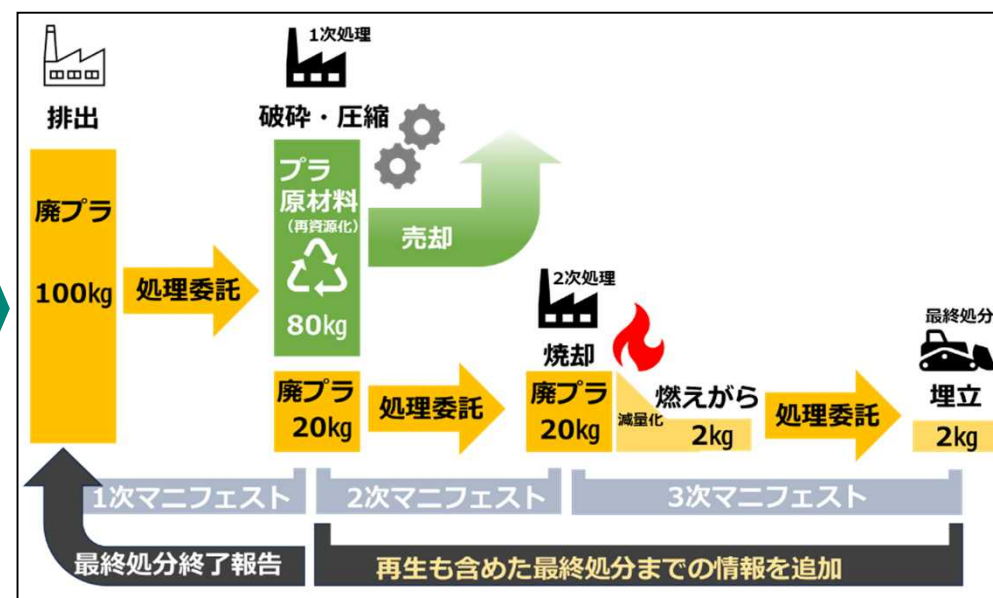 排出
廃プラ
100kg
処理委託
1次処理
破砕・圧縮
プラ
原材料
(再資源化)
80kg
売却
廃プラ
20kg
処理委託
2次処理
焼却
廃プラ
20kg
減量化
燃えがら
2kg
処理委託
最終処分
埋立
2kg
1次マニフェスト
2次マニフェスト
3次マニフェスト
最終処分終了報告
再生も含めた最終処分までの情報を追加